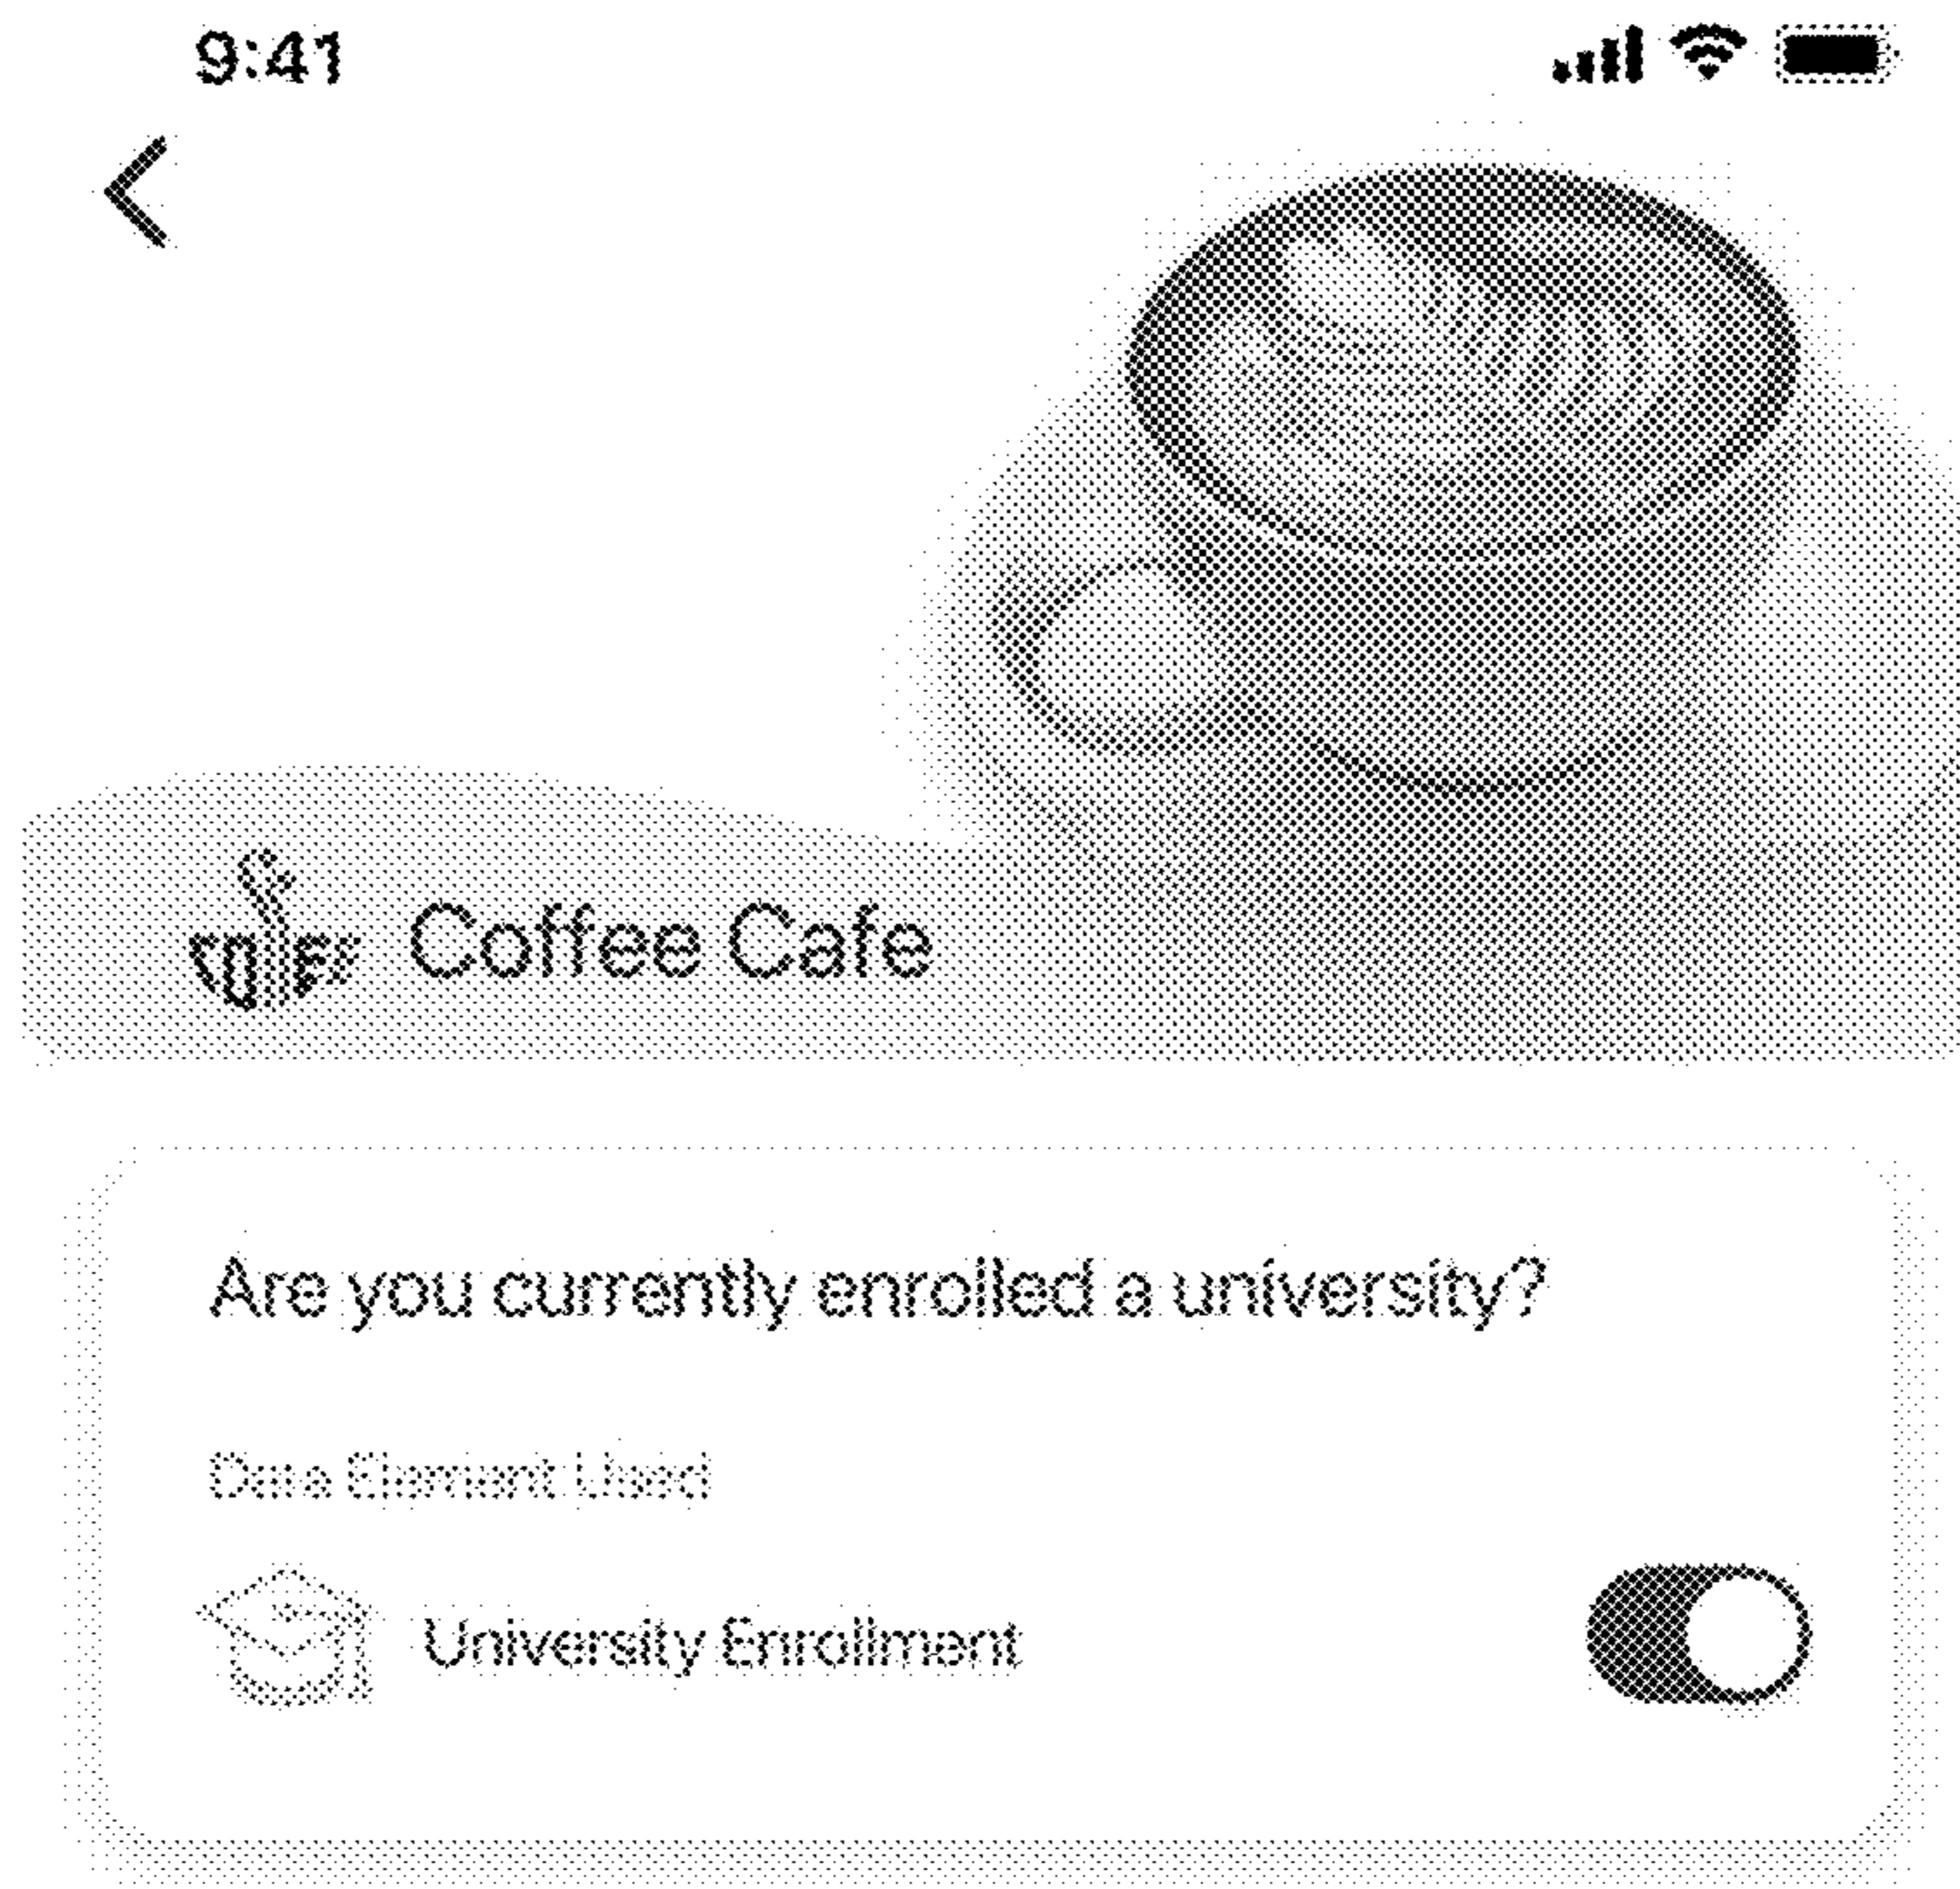 9:41
Coffee Cafe
Are you currently enrolled a university?
Data Element Used
University Enrollment